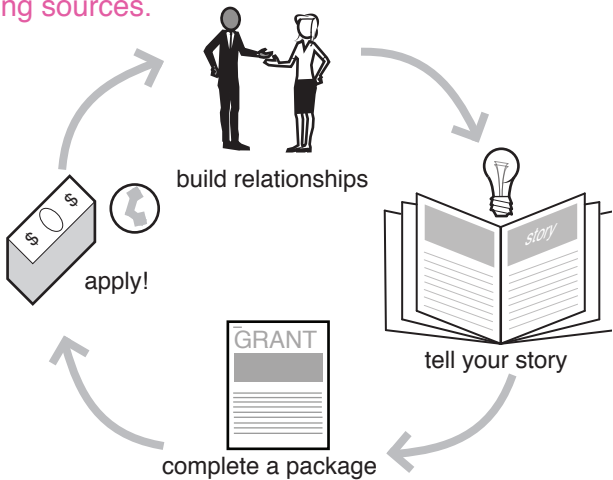 ng sources.
build relationships
story
$
$
apply!
GRANT
tell your story
complete a package